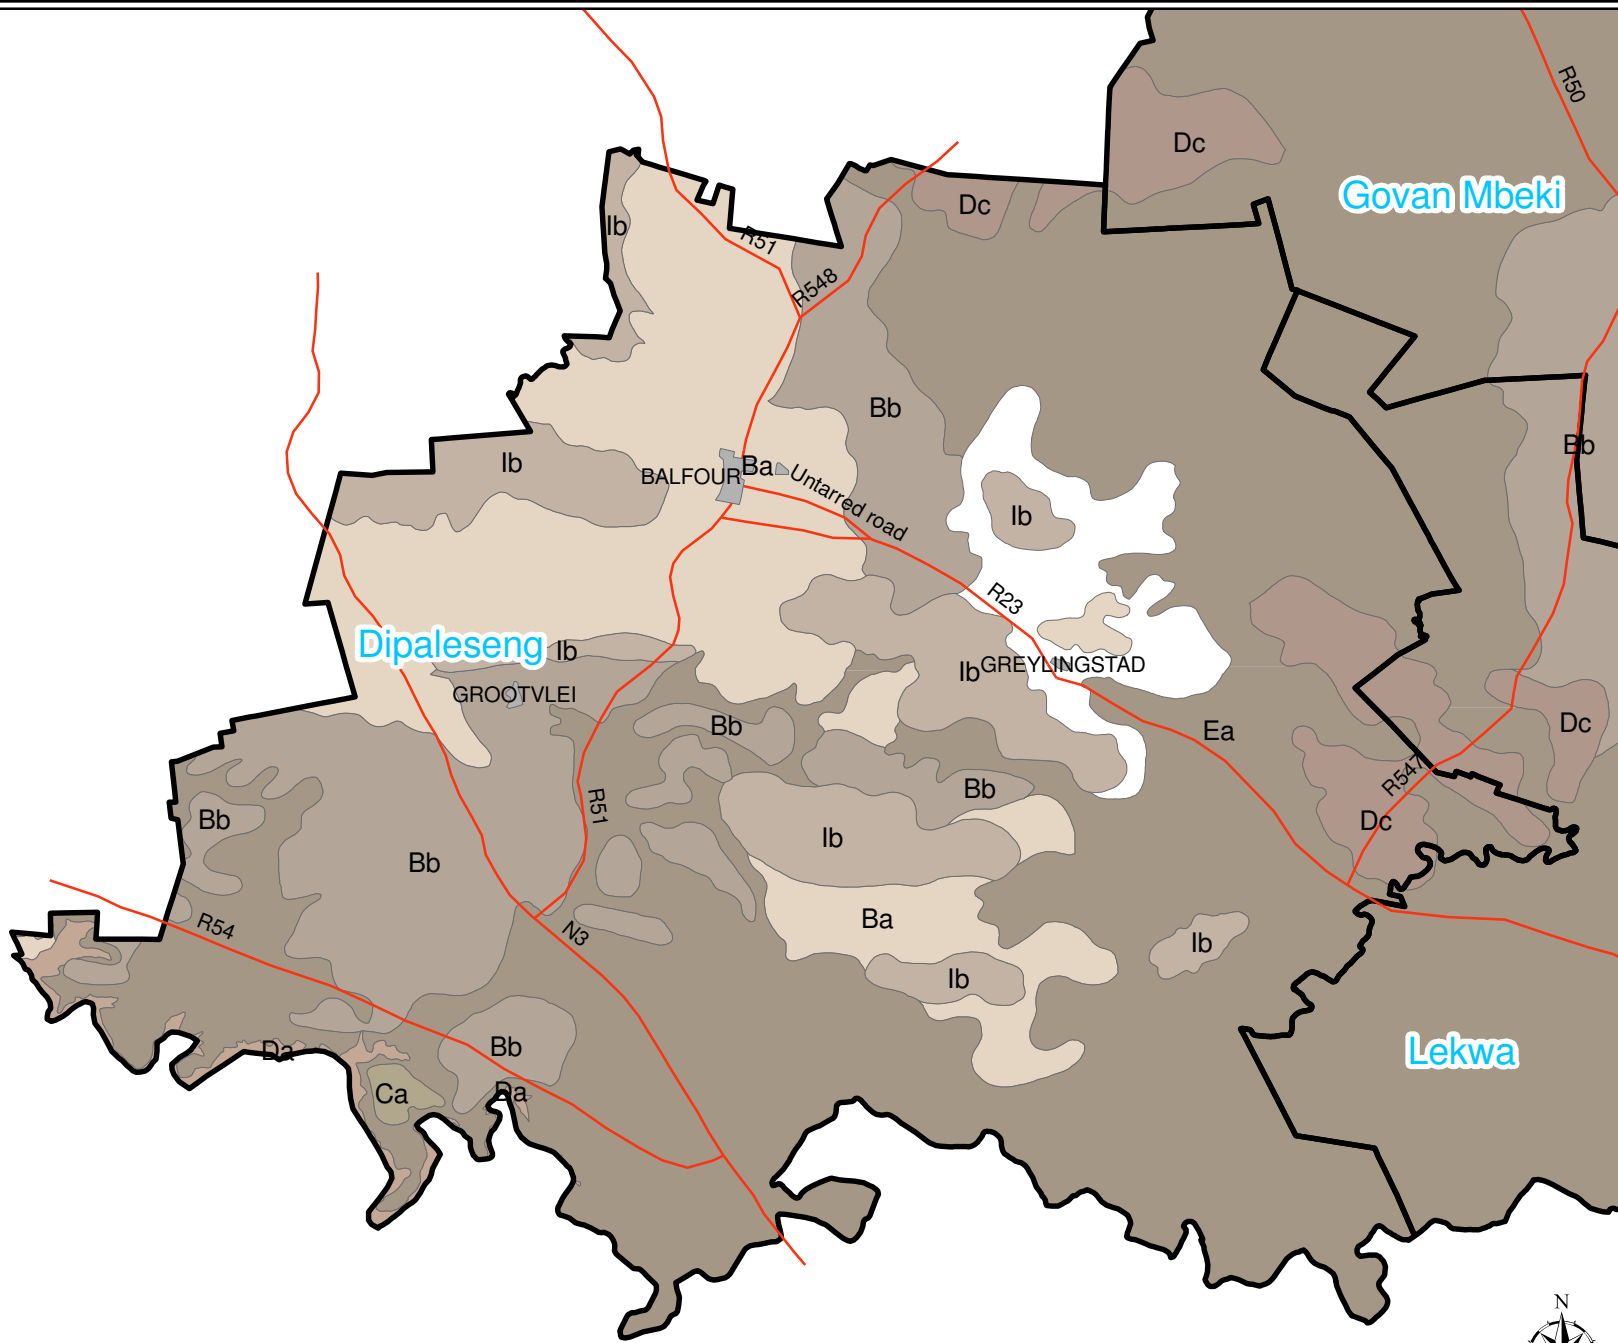 R50
Dc
Govan Mbeki
Dc
Ib
R51
R548
Bb
Bb
Ib
Ba
BALFOUR
Untarred road
Ib
R23
Dipaleseng
Ib
Ib
GREYLINGSTAD
GROOTVLEI
Bb
Ea
Dc
R547
Bb
R51
Bb
Dc
Ib
Bb
Ba
R54
N3
Ib
Ib
Bb
Da
Lekwa
Ca
Da
N